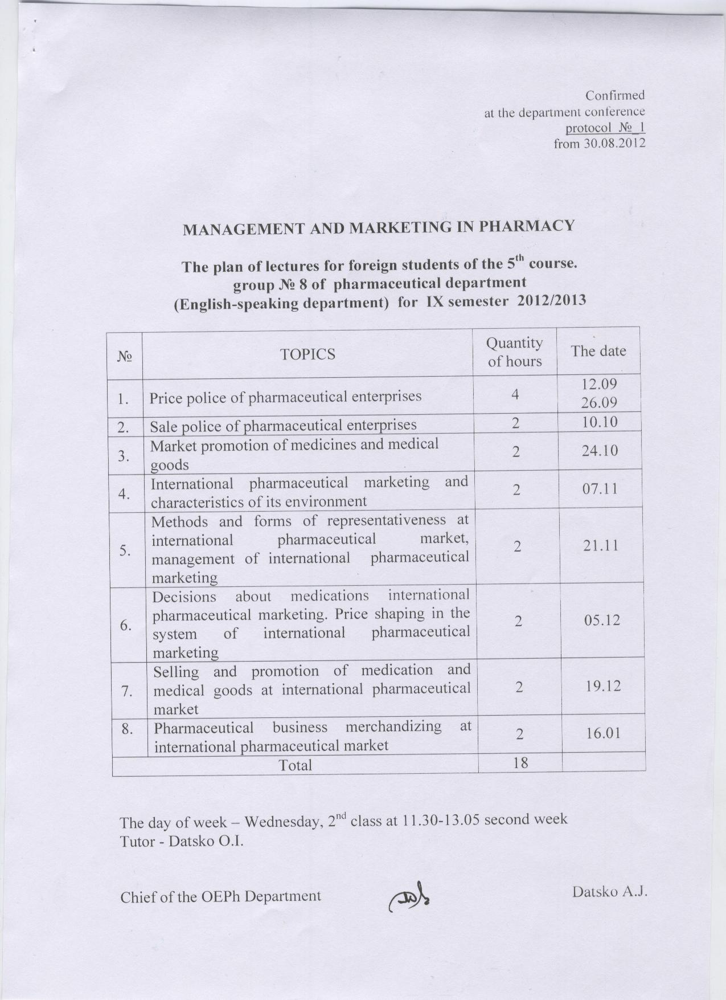 Confirmed
at the department conference
protocol № 1
from 30.08.2012
MANAGEMENT AND MARKETING IN PHARMACY
The plan of lectures for foreign students of the 5th course.
group № 8 of pharmaceutical department
(English-speaking department) for IX semester 2012/2013
№ TOPICS Quantity of hours The date
1. Price police of pharmaceutical enterprises 4 12.09
26.09
2. Sale police of pharmaceutical enterprises 2 10.10
3. Market promotion of medicines and medical
goods 2 24.10
4. International pharmaceutical marketing and
characteristics of its environment 2 07.11
5. Methods and forms of representativeness at
international pharmaceutical market,
management of international pharmaceutical
marketing 2 21.11
6. Decisions about medications international
pharmaceutical marketing. Price shaping in the
system of international pharmaceutical
marketing 2 05.12
7. Selling and promotion of medication and
medical goods at international pharmaceutical
market 2 19.12
8. Pharmaceutical business merchandizing at
international pharmaceutical market 2 16.01
Total 18
The day of week – Wednesday, 2nd class at 11.30-13.05 second week
Tutor - Datsko O.I.
Chief of the OEPh Department Datsko A.J.